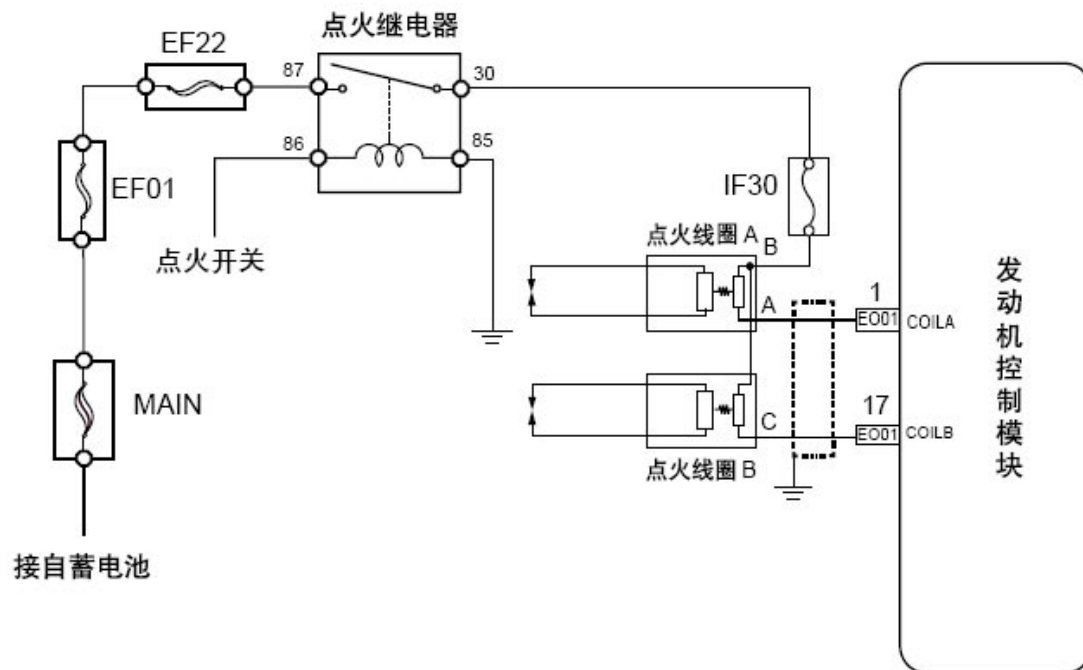 点火继电器
EF22
87
30
86
85
EF01
点火开关
IF30
点火线圈 A
B
A
1
EO01
COILA
发动机控制模块
MAIN
C
17
EO01
COILB
点火线圈 B
接自蓄电池